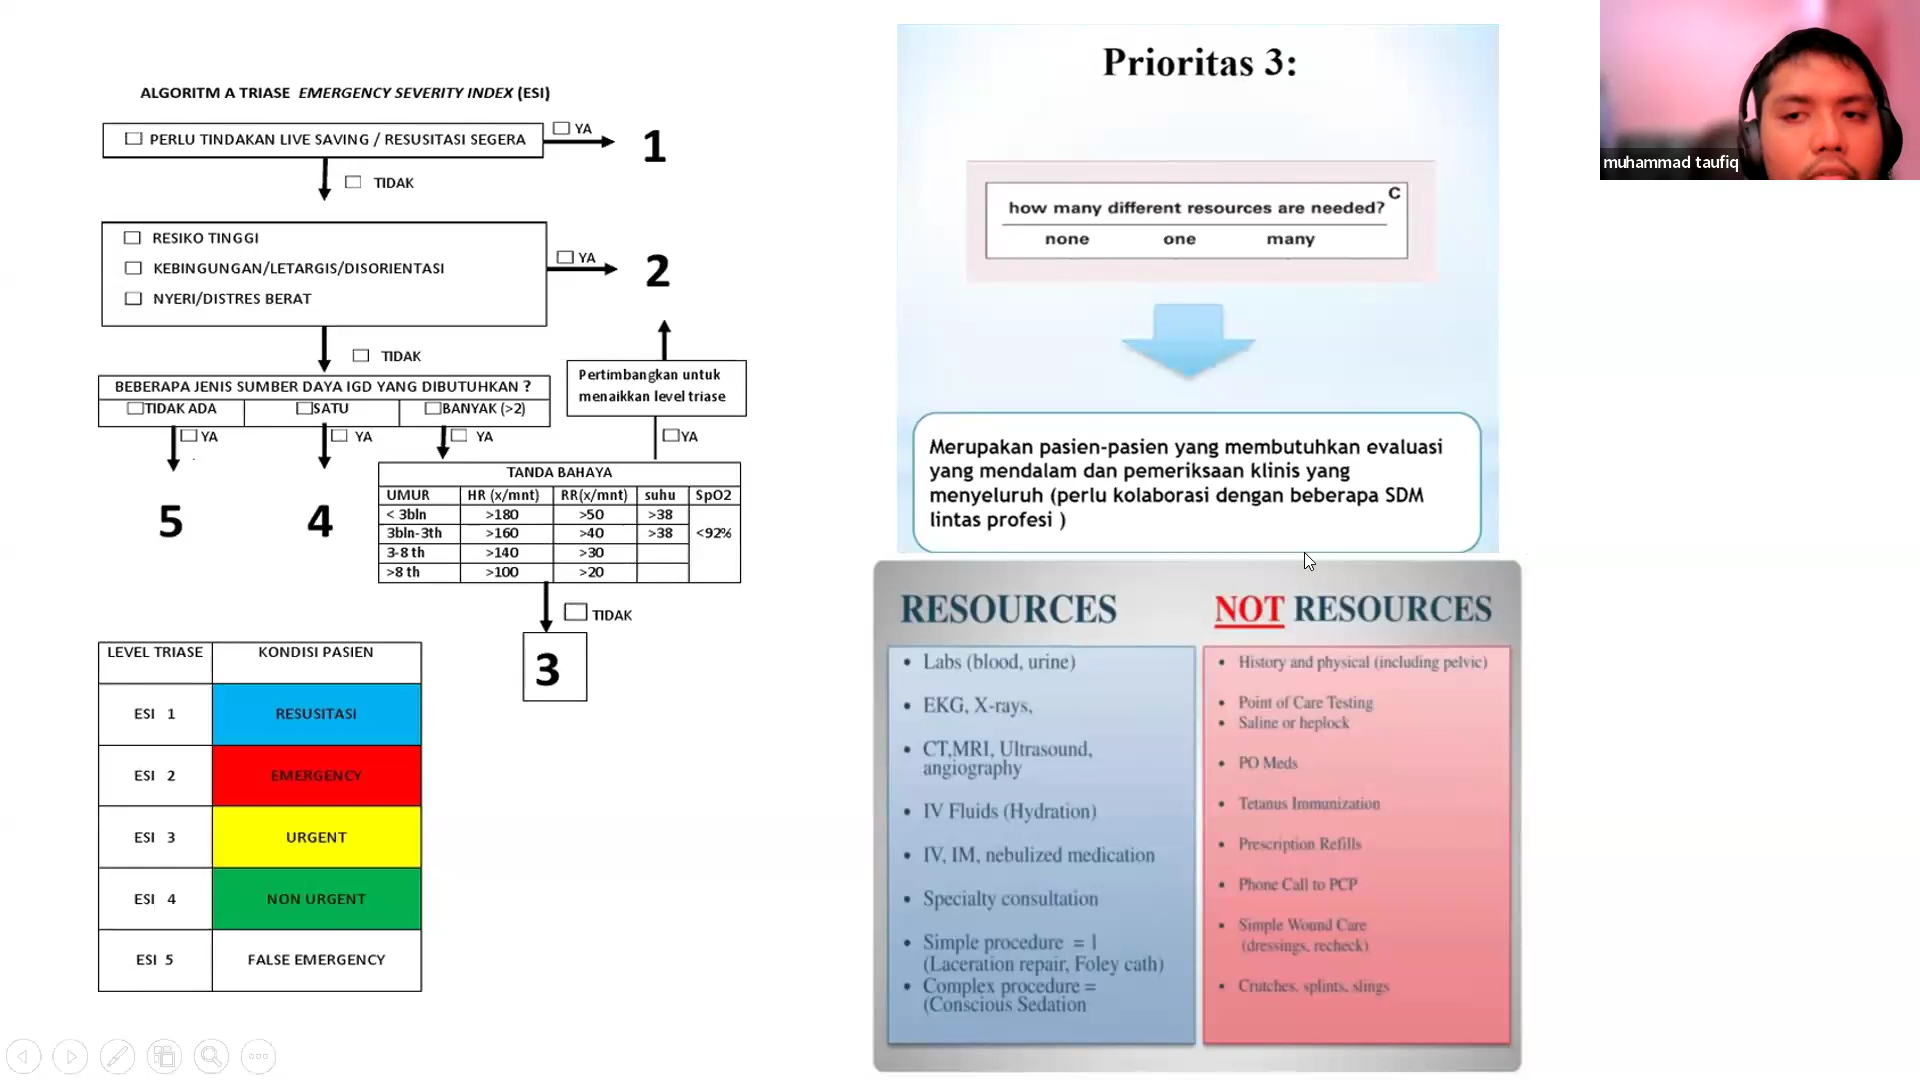 ALGORITM A TRIASE EMERGENCY SEVERITY INDEX (ESI)
PERLU TINDAKAN LIVE SAVING / RESUSITASI SEGERA
YA
1
TIDAK
RESIKO TINGGI
KEBINGUNGAN/LETARGIS/DISORIENTASI
NYERI/DISTRES BERAT
YA
2
TIDAK
BEBERAPA JENIS SUMBER DAYA IGD YANG DIBUTUHKAN ?
TIDAK ADA SATU BANYAK (>2)
YA YA YA
Pertimbangkan untuk
menaikkan level triase
YA
5
4
TANDA BAHAYA
UMUR HR (x/mnt) RR(x/mnt) suhu SpO2
< 3bln >180 >50 >38
3bln-3th >160 >40 >38 <92%
3-8 th >140 >30
>8 th >100 >20
TIDAK
3
LEVEL TRIASE KONDISI PASIEN
ESI 1 RESUSITASI
ESI 2 EMERGENCY
ESI 3 URGENT
ESI 4 NON URGENT
ESI 5 FALSE EMERGENCY
Prioritas 3:
C
how many different resources are needed?
none one many
Merupakan pasien-pasien yang membutuhkan evaluasi
yang mendalam dan pemeriksaan klinis yang
menyeluruh (perlu kolaborasi dengan beberapa SDM
lintas profesi )
RESOURCES
• Labs (blood, urine)
• EKG, X-rays,
• CT,MRI, Ultrasound,
angiography
• IV Fluids (Hydration)
• IV, IM, nebulized medication
• Specialty consultation
• Simple procedure = 1
(Laceration repair, Foley cath)
• Complex procedure =
(Conscious Sedation
NOT RESOURCES
• History and physical (including pelvic)
• Point of Care Testing
• Saline or heplock
• PO Meds
• Tetanus Immunization
• Prescription Refills
• Phone Call to PCP
• Simple Wound Care
(dressings, recheck)
• Crutches, splints, slings
muhammad taufiq